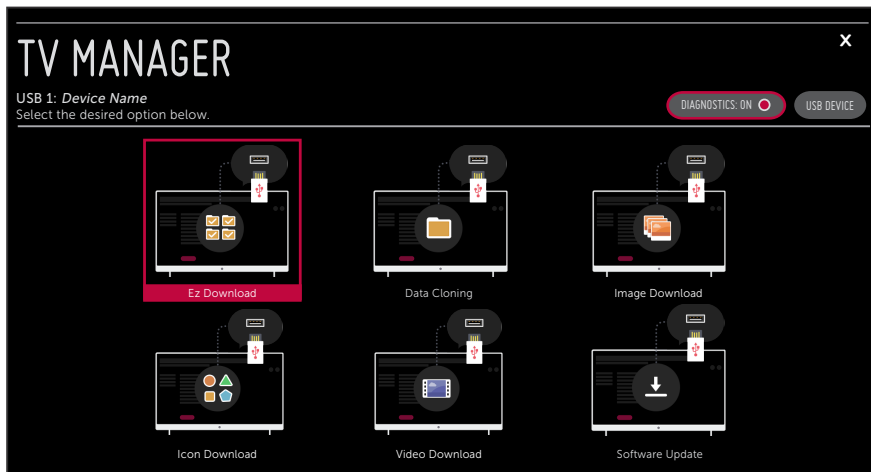 TV MANAGER
X
USB 1: Device Name
Select the desired option below.
DIAGNOSTICS: ON
USB DEVICE
Ez Download
Data Cloning
Image Download
Icon Download
Video Download
Software Update